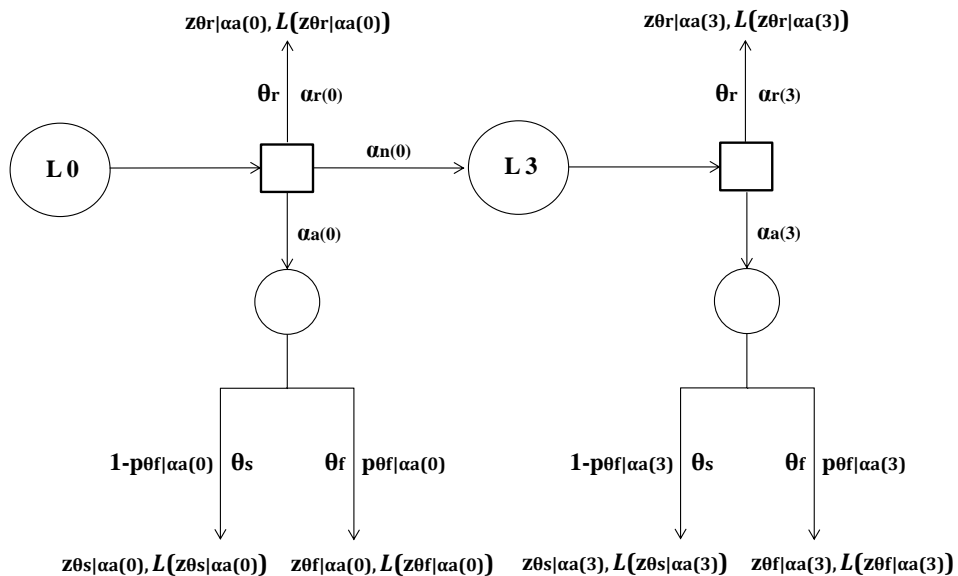 zθr|αa(0), L(zθr|αa(0)) zθr|αa(3), L(zθr|αa(3))
θr αr(0) θr αr(3)
L 0 αn(0) L 3
αa(0) αa(3)
1-pθf|αa(0) θs θf pθf|αa(0) 1-pθf|αa(3) θs θf pθf|αa(3)
zθs|αa(0), L(zθs|αa(0)) zθf|αa(0), L(zθf|αa(0)) zθs|αa(3), L(zθs|αa(3)) zθf|αa(3), L(zθf|αa(3))